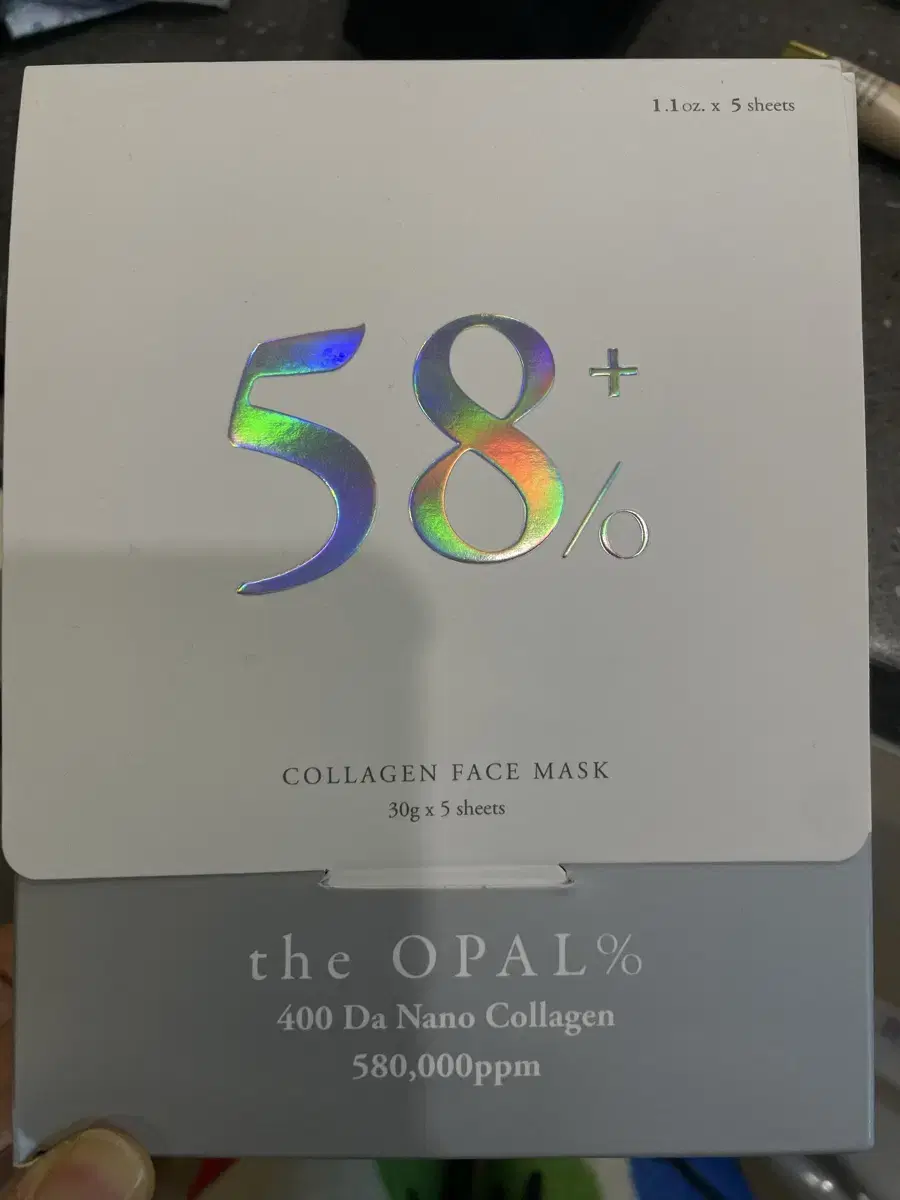 1.1oz. x 5 sheets
58+%
COLLAGEN FACE MASK
30g x 5 sheets
the OPAL%
400 Da Nano Collagen
580,000ppm